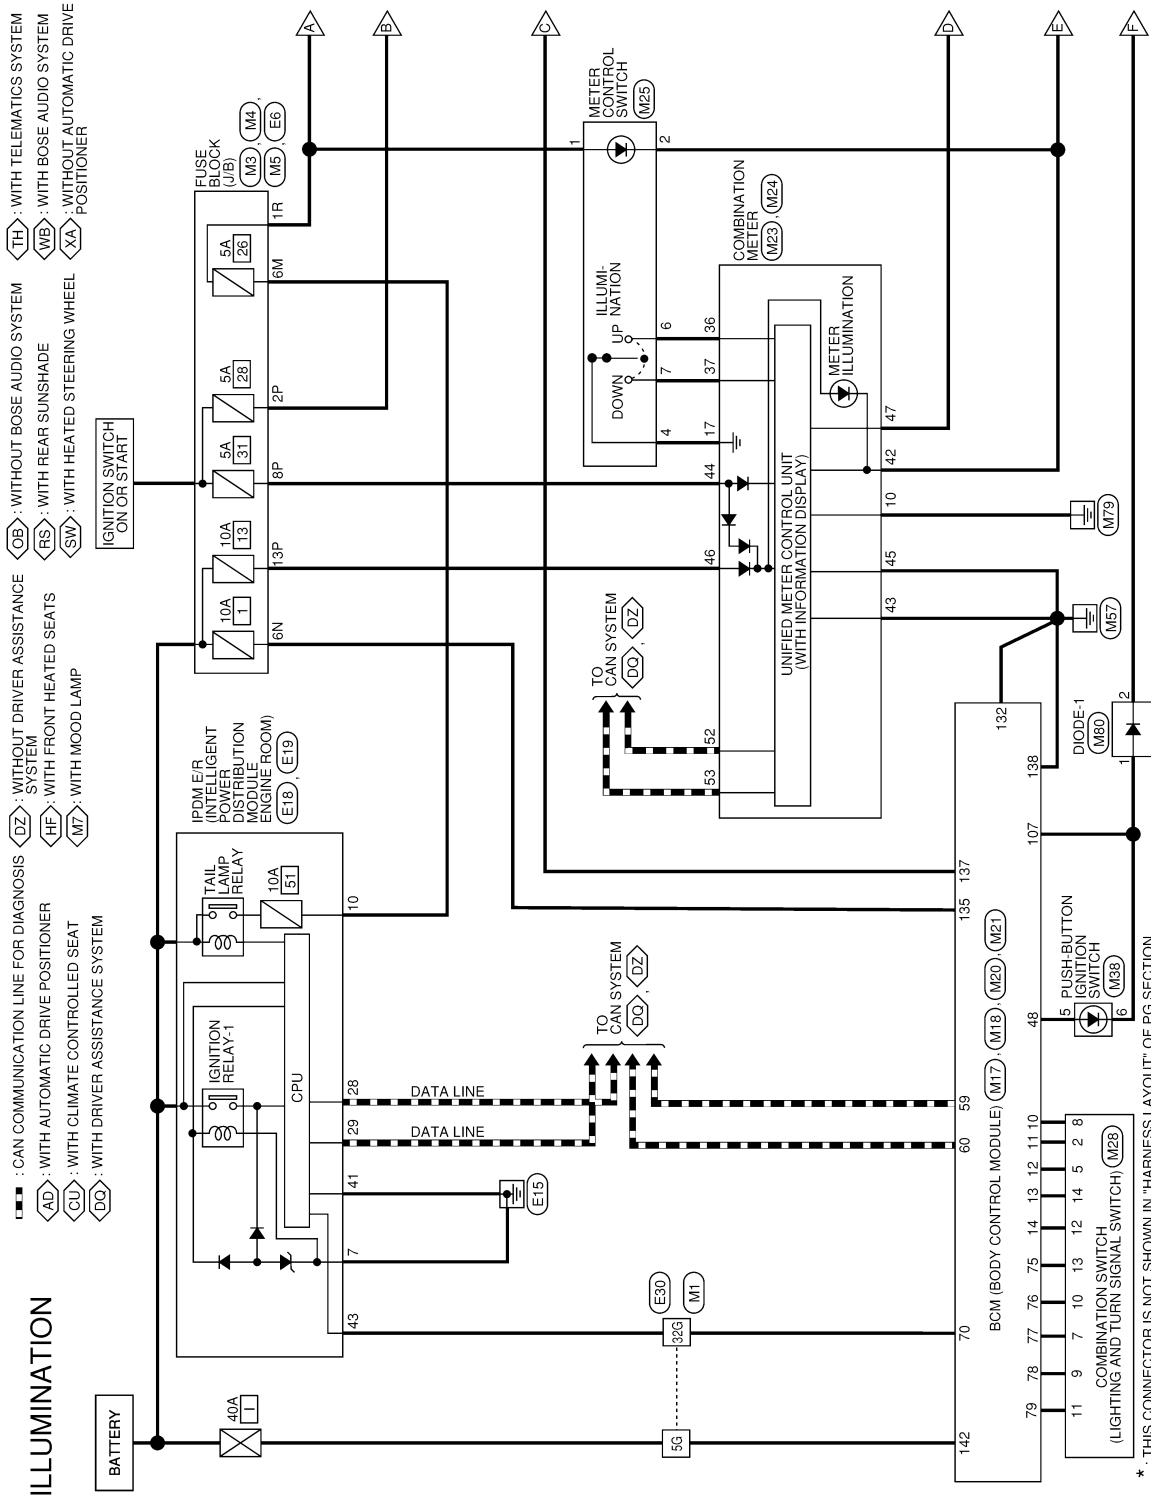 ILLUMINATION
: CAN COMMUNICATION LINE FOR DIAGNOSIS
AD : WITH AUTOMATIC DRIVE POSITIONER
CU : WITH CLIMATE CONTROLLED SEAT
DQ : WITH DRIVER ASSISTANCE SYSTEM
DZ : WITHOUT DRIVER ASSISTANCE
SYSTEM
HF : WITH FRONT HEATED SEATS
M7 : WITH MOOD LAMP
OB : WITHOUT BOSE AUDIO SYSTEM
RS : WITH REAR SUNSHADE
SW : WITH HEATED STEERING WHEEL
TH : WITH TELEMATICS SYSTEM
WB : WITH BOSE AUDIO SYSTEM
XA : WITHOUT AUTOMATIC DRIVE
POSITIONER
BATTERY
IGNITION SWITCH
ON OR START
40A
I
IPDM E/R
(INTELLIGENT
POWER
DISTRIBUTION
MODULE
ENGINE ROOM)
E18 , E19
IGNITION
RELAY-1
TAIL
LAMP
RELAY
10A
51
CPU
43
7
41
29
28
10
DATA LINE
DATA LINE
E15
FUSE
BLOCK
(J/B)
M3 , M4 ,
M5 , E6
10A
1
10A
13
5A
31
5A
28
5A
26
6N
13P
8P
2P
6M
1R
A
B
C
D
E
F
METER
CONTROL
SWITCH
M25
1
2
ILLUMI-
NATION
DOWN
UP
4
7
6
COMBINATION
METER
M23 , M24
53
52
46
44
17
37
36
UNIFIED METER CONTROL UNIT
(WITH INFORMATION DISPLAY)
METER
ILLUMINATION
43
45
10
42
47
TO
CAN SYSTEM
DQ , DZ
TO
CAN SYSTEM
DQ , DZ
M57
M79
E30
M1
5G
32G
142
70
60
59
135
137
132
138
107
48
BCM (BODY CONTROL MODULE) M17 , M18 , M20 , M21
79
78
77
76
75
14
13
12
11
10
11
9
7
10
13
12
14
5
2
8
COMBINATION SWITCH
(LIGHTING AND TURN SIGNAL SWITCH) M28
PUSH-BUTTON
IGNITION
SWITCH
M38
5
6
DIODE-1
M80
1
2
* : THIS CONNECTOR IS NOT SHOWN IN "HARNESS LAYOUT" OF PG SECTION.